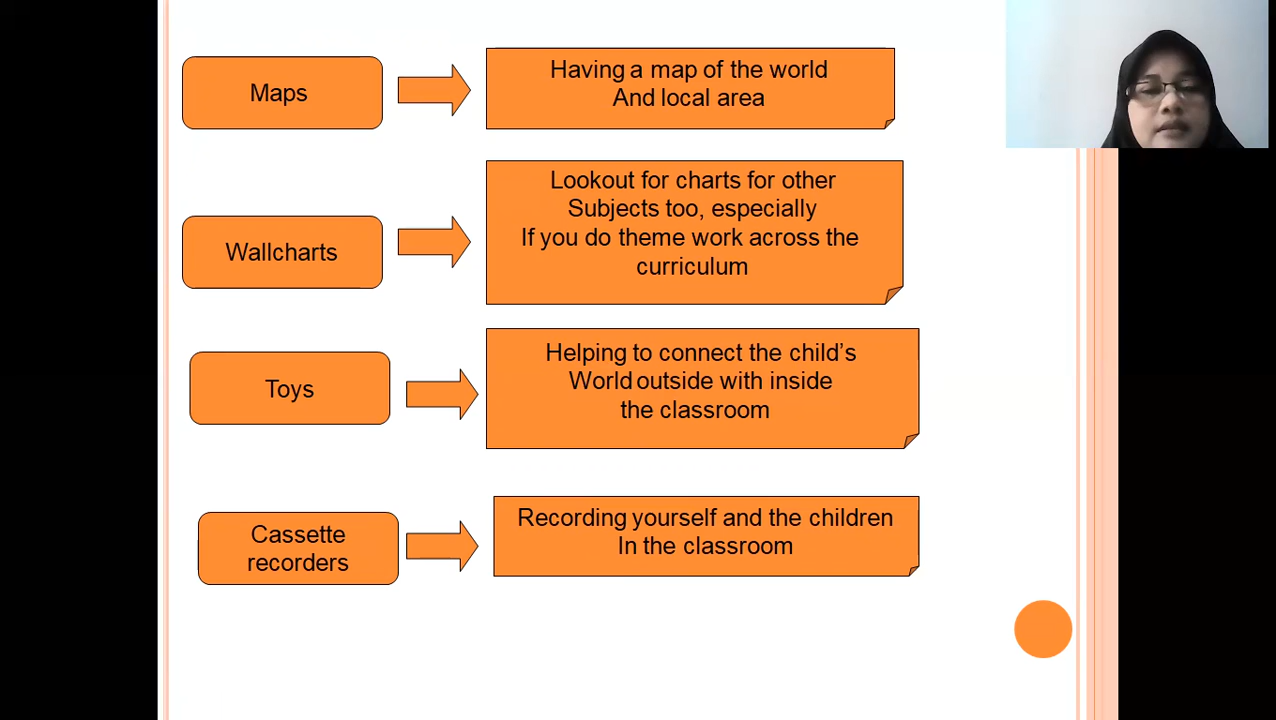 Maps
Having a map of the world
And local area
Wallcharts
Lookout for charts for other
Subjects too, especially
If you do theme work across the
curriculum
Toys
Helping to connect the child’s
World outside with inside
the classroom
Cassette
recorders
Recording yourself and the children
In the classroom